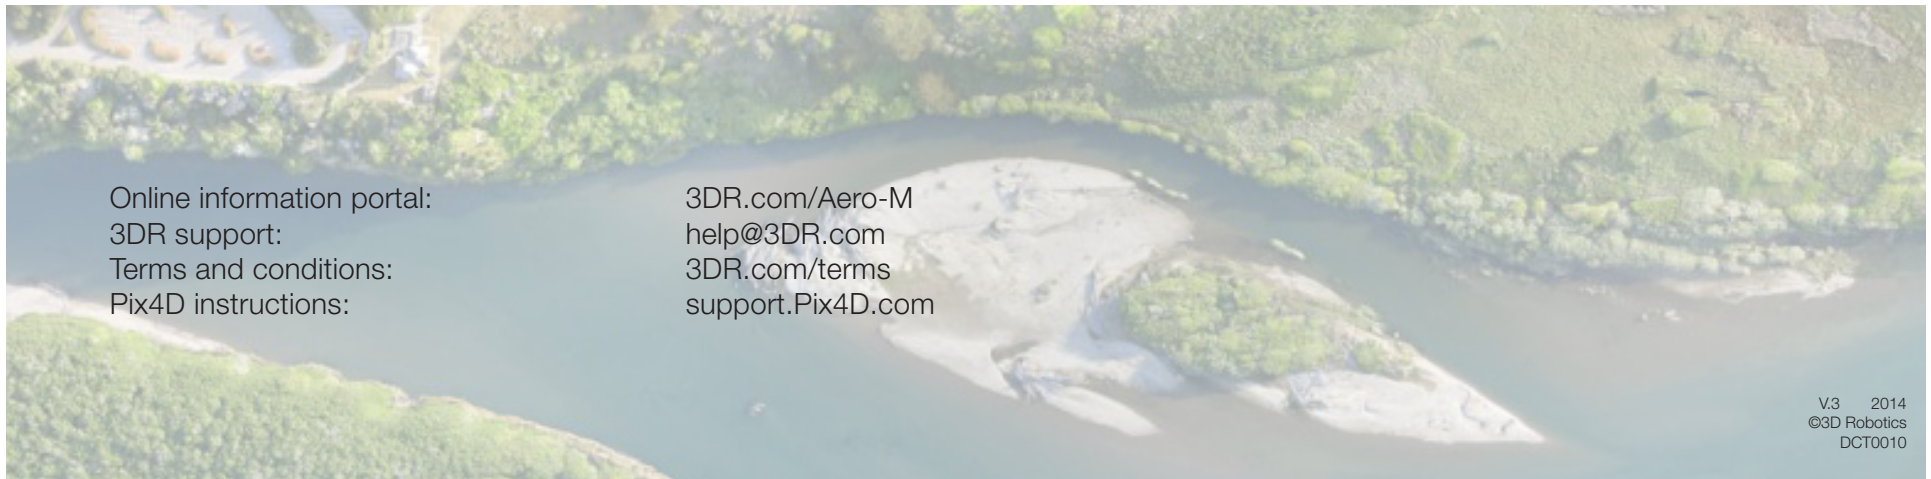 Online information portal: 3DR.com/Aero-M
3DR support: help@3DR.com
Terms and conditions: 3DR.com/terms
Pix4D instructions: support.Pix4D.com
V.3 2014
©3D Robotics
DCT0010